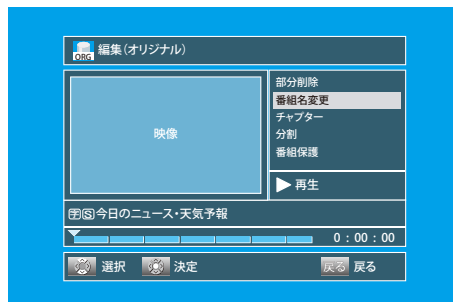 ORG 編集(オリジナル)
映像
部分削除
番組名変更
チャプター
分割
番組保護
再生
字S今日のニュース・天気予報
0:00:00
選択 決定 戻る 戻る